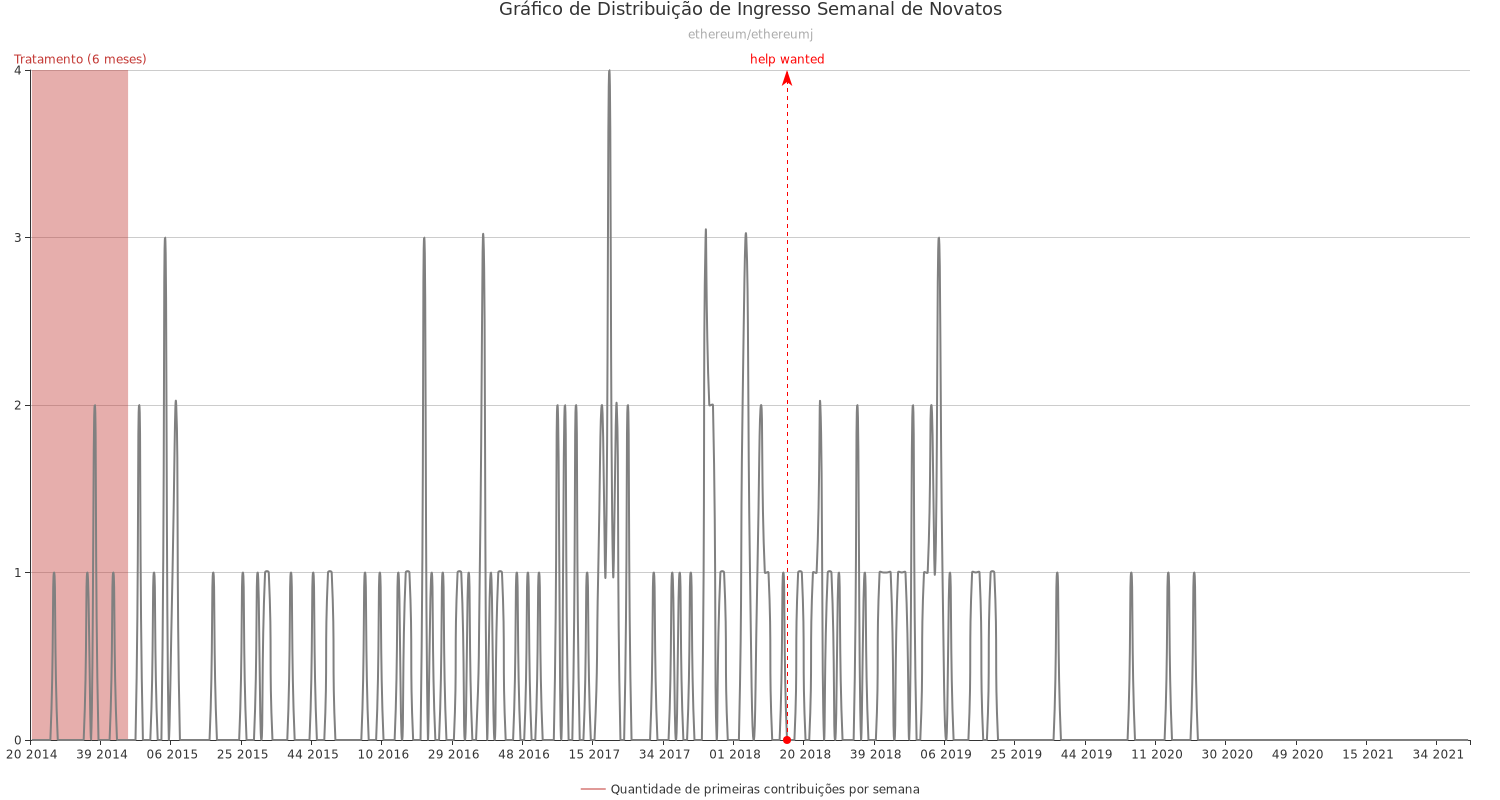 Gráfico de Distribuição de Ingresso Semanal de Novatos
ethereum/ethereumj
Tratamento (6 meses)
help wanted
4
3
2
1
0
20 2014 39 2014 06 2015 25 2015 44 2015 10 2016 29 2016 48 2016 15 2017 34 2017 01 2018 20 2018 39 2018 06 2019 25 2019 44 2019 11 2020 30 2020 49 2020 15 2021 34 2021
Quantidade de primeiras contribuições por semana